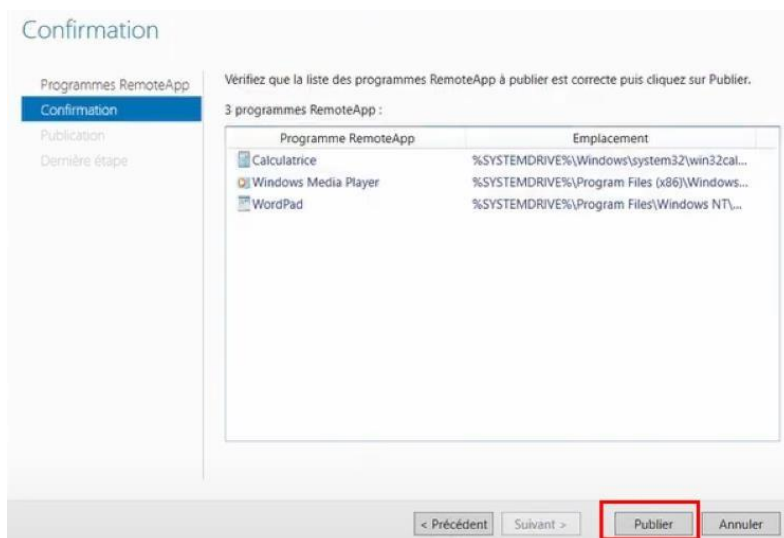 Confirmation
Programmes RemoteApp
Confirmation
Publication
Dernière étape
Vérifiez que la liste des programmes RemoteApp à publier est correcte puis cliquez sur Publier.
3 programmes RemoteApp :
Programme RemoteApp Emplacement
Calculatrice %SYSTEMDRIVE%\Windows\system32\win32cal...
Windows Media Player %SYSTEMDRIVE%\Program Files (x86)\Windows...
WordPad %SYSTEMDRIVE%\Program Files\Windows NT\...
< Précédent Suivant > Publier Annuler